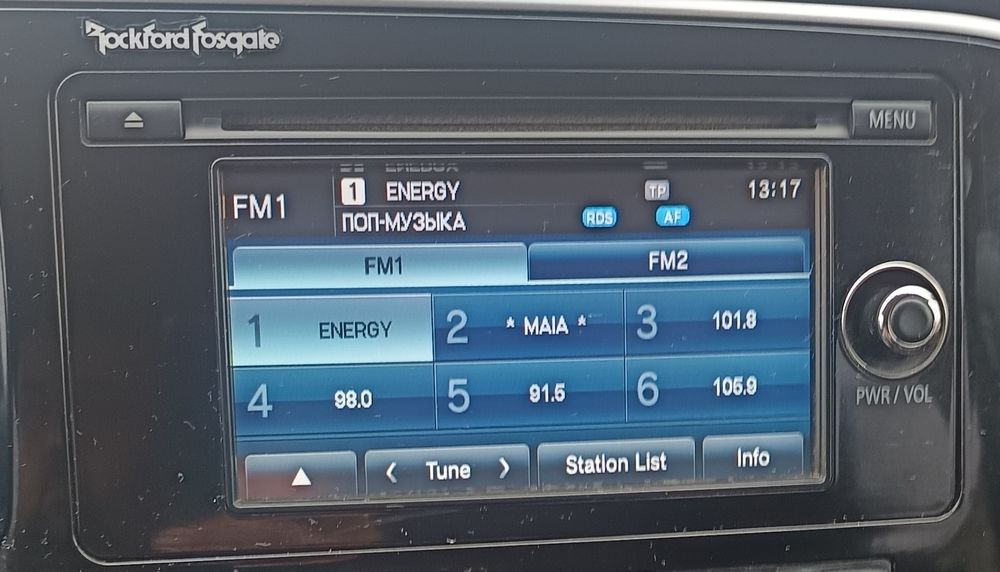 Rockford Fosgate
MENU
FM1
1 ENERGY
TP
13:17
ПОП-МУЗЫКА
RDS
AF
FM1
FM2
1 ENERGY
2 * MAIA *
3 101.8
4 98.0
5 91.5
6 105.9
< Tune >
Station List
Info
PWR / VOL